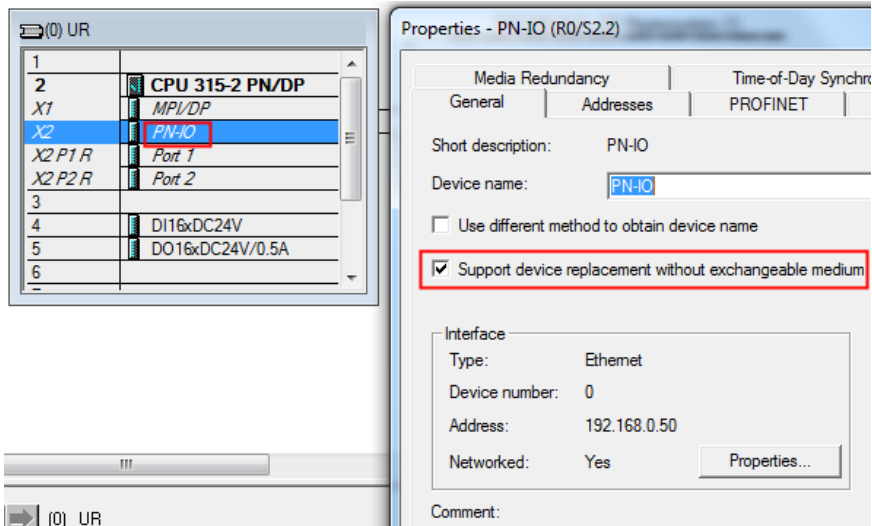 (0) UR
1
2 CPU 315-2 PN/DP
X1 MPI/DP
X2 PN-IO
X2 P1 R Port 1
X2 P2 R Port 2
3
4 DI16xDC24V
5 DO16xDC24V/0.5A
6
(0) UR
Properties - PN-IO (R0/S2.2)
Media Redundancy
General Addresses PROFINET
Short description: PN-IO
Device name: PN-IO
Use different method to obtain device name
Support device replacement without exchangeable medium
Interface
Type: Ethernet
Device number: 0
Address: 192.168.0.50
Networked: Yes Properties...
Comment: